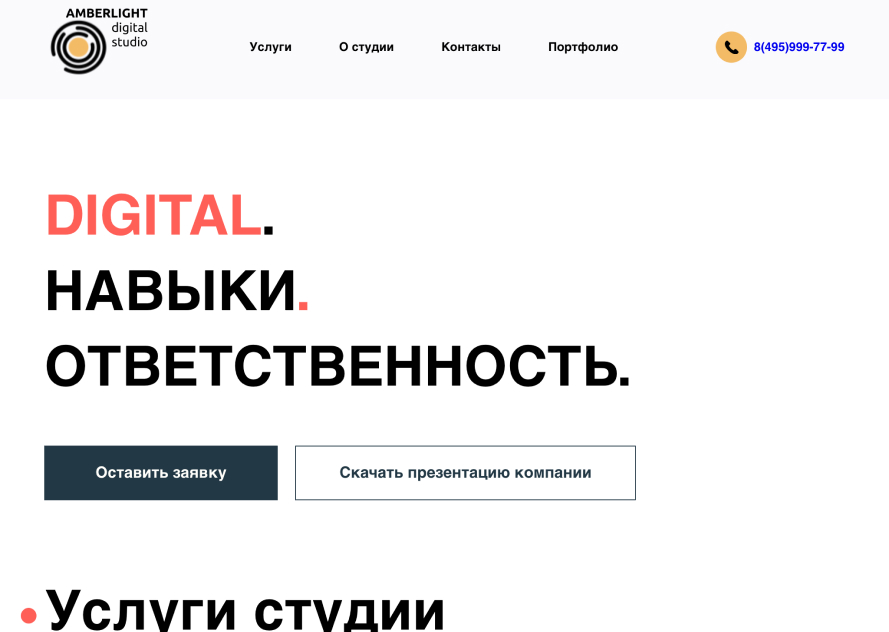 AMBERLIGHT
digital
studio
Услуги
О студии
Контакты
Портфолио
8(495)999-77-99
DIGITAL.
НАВЫКИ.
ОТВЕТСТВЕННОСТЬ.
Оставить заявку
Скачать презентацию компании
Услуги студии